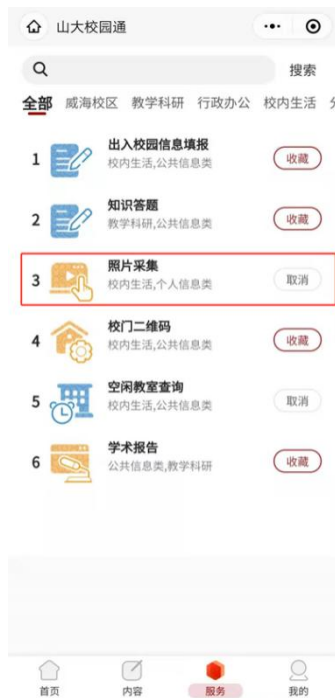 山大校园通
搜索
全部 威海校区 教学科研 行政办公 校内生活
1 出入校园信息填报 收藏
校内生活,公共信息类
2 知识答题 收藏
教学科研,公共信息类
3 照片采集 取消
校内生活,个人信息类
4 校门二维码 收藏
校内生活,公共信息类
5 空闲教室查询 取消
校内生活,公共信息类
6 学术报告 收藏
公共信息类,教学科研
首页 内容 服务 我的